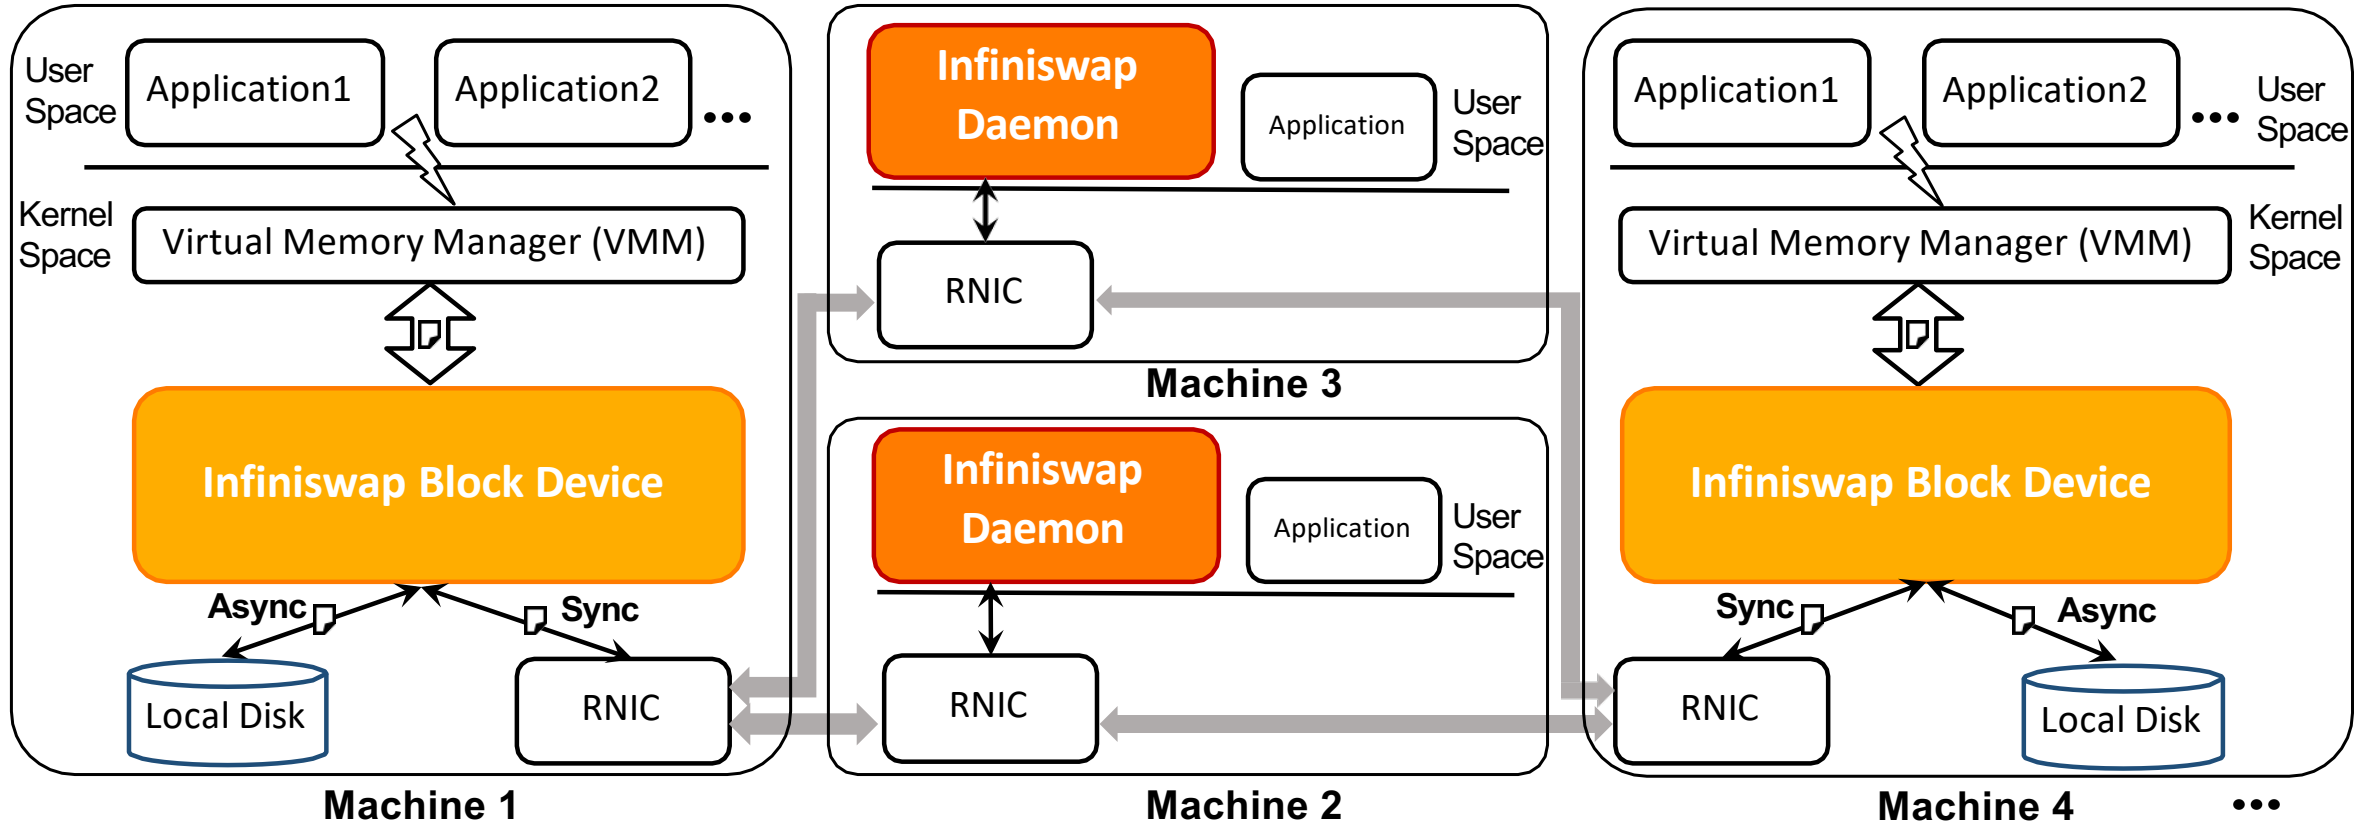 User
Space
Application1
Application2
...
Kernel
Space
Virtual Memory Manager (VMM)
Infiniswap Block Device
Async
Sync
Local Disk
RNIC
Machine 1
Infiniswap
Daemon
Application
User
Space
RNIC
Machine 3
Infiniswap
Daemon
Application
User
Space
RNIC
Machine 2
Application1
Application2
...
User
Space
Virtual Memory Manager (VMM)
Kernel
Space
Infiniswap Block Device
Sync
Async
RNIC
Local Disk
Machine 4
...